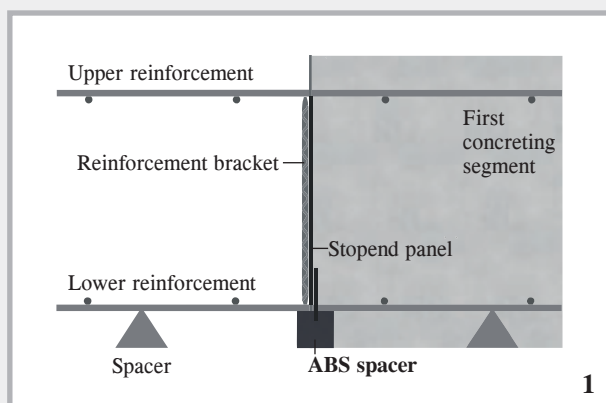 Upper reinforcement
First
concreting
segment
Reinforcement bracket
Stopend panel
Lower reinforcement
Spacer
ABS spacer
1